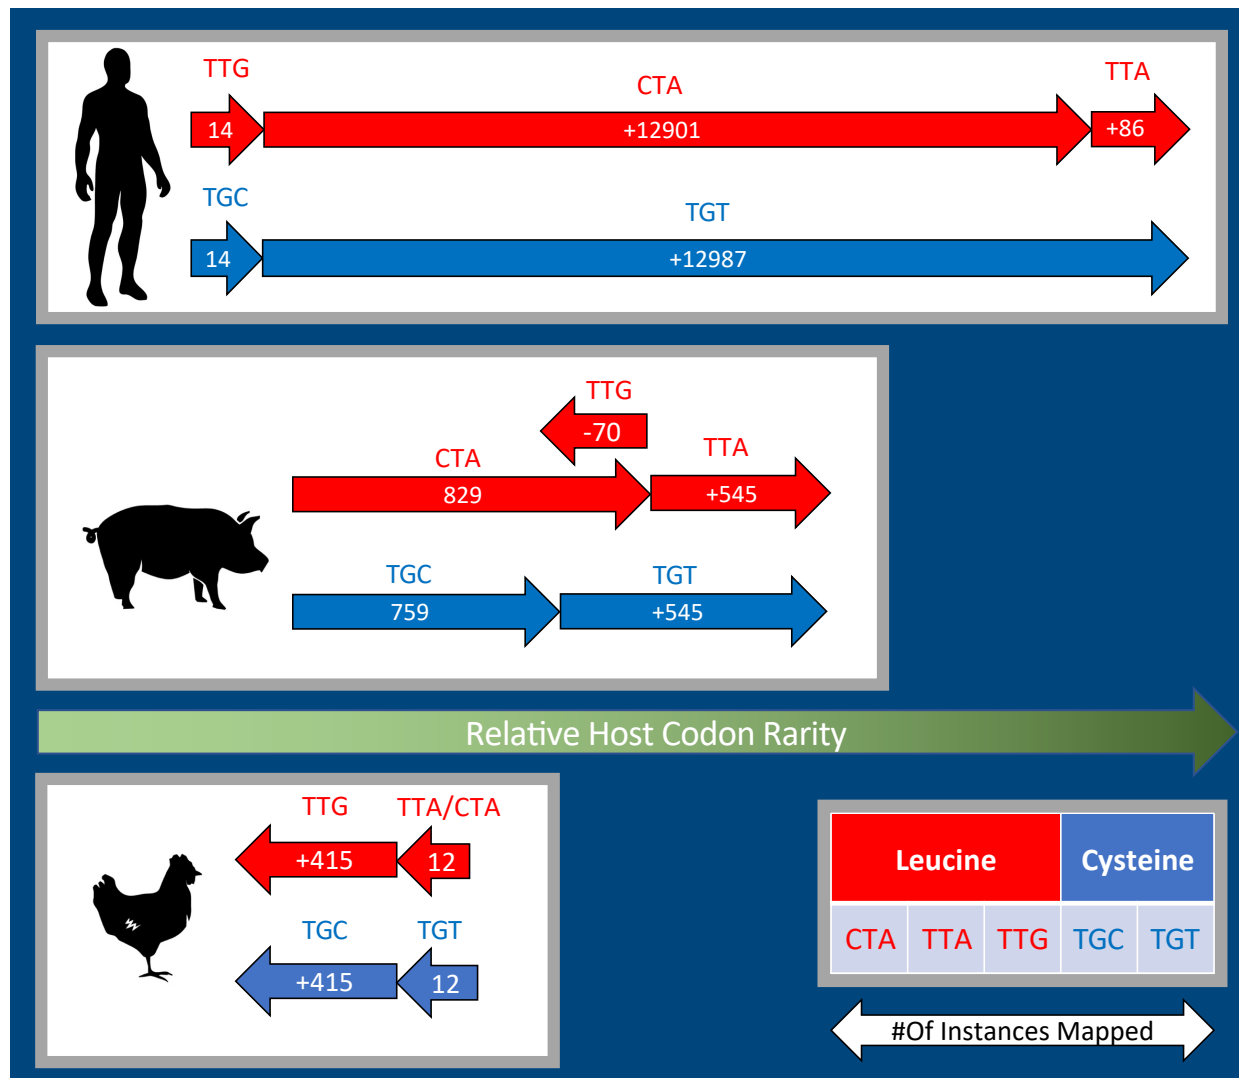 TTG
CTA
TTA
14
+12901
+86
TGC
TGT
14
+12987
TTG
-70
CTA
TTA
829
+545
TGC
TGT
759
+545
Relative Host Codon Rarity
TTG
TTA/CTA
+415
12
TGC
TGT
+415
12
Leucine
Cysteine
CTA
TTA
TTG
TGC
TGT
#Of Instances Mapped